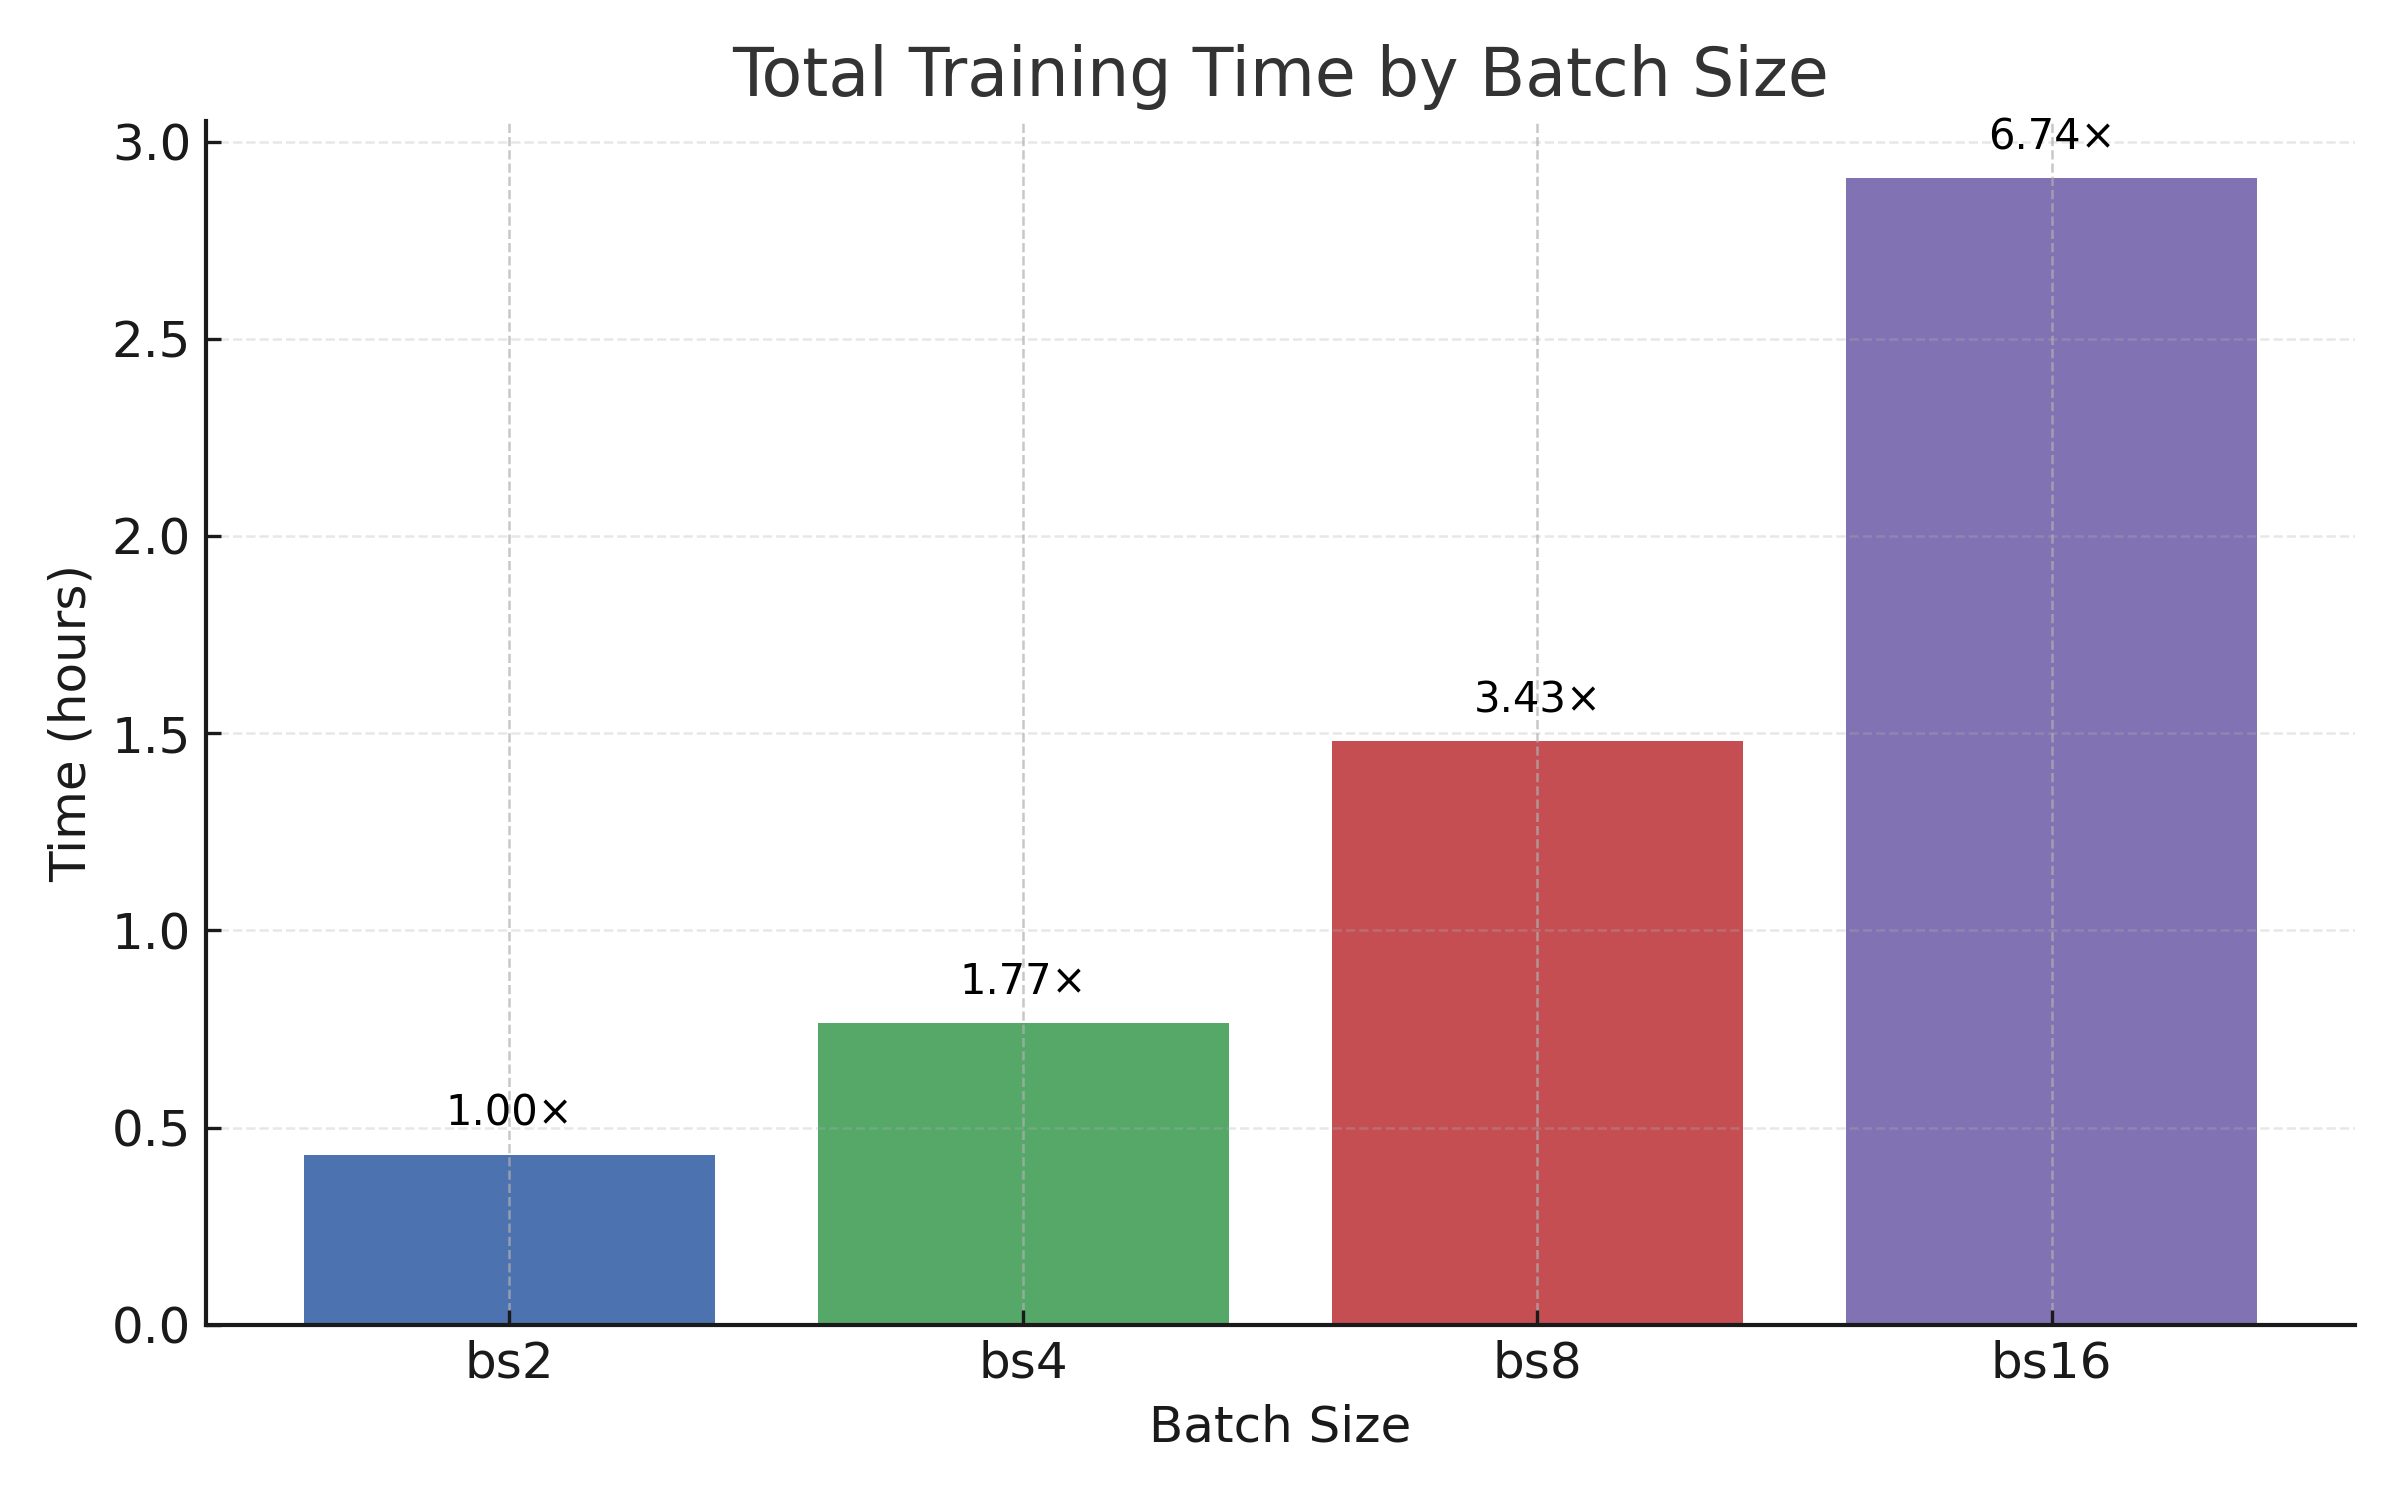 Total Training Time by Batch Size
6.74×
3.0
2.5
2.0
3.43×
1.5
1.77×
1.0
1.00×
0.5
0.0
Time (hours)
bs2 bs4 bs8 bs16
Batch Size